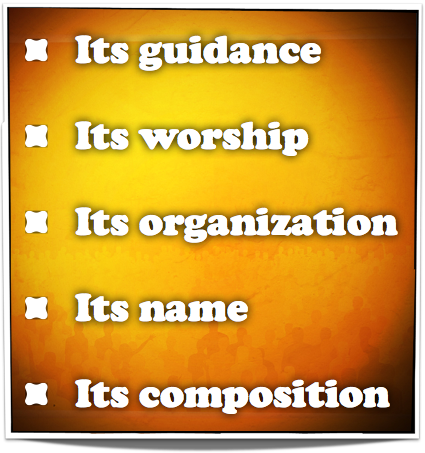 Its guidance
Its worship
Its organization
Its name
Its composition